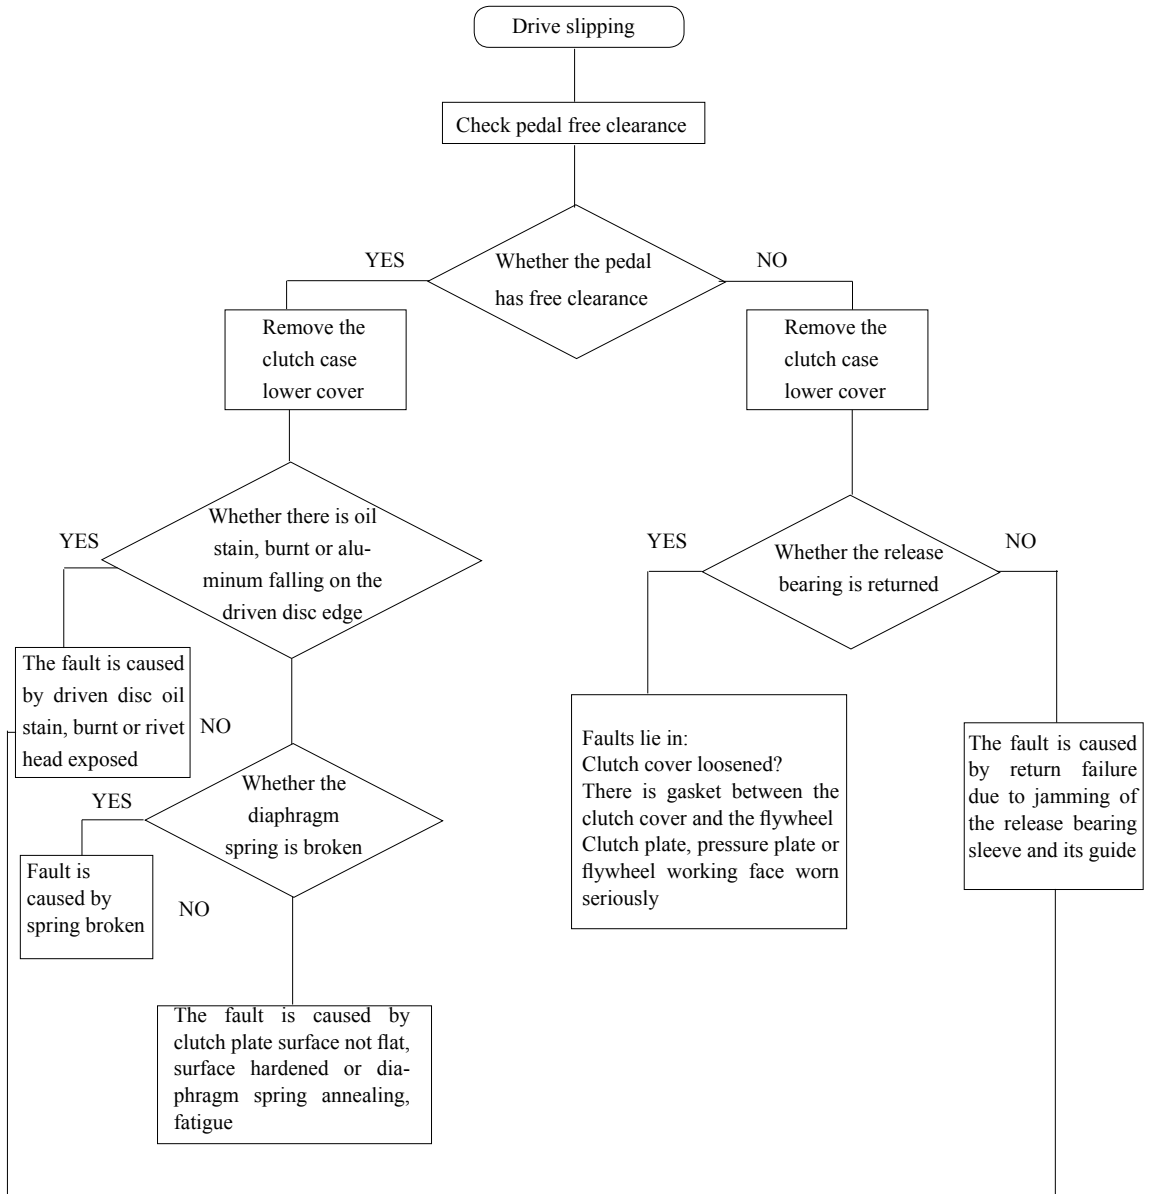 Drive slipping
Check pedal free clearance
YES
Whether the pedal
has free clearance
NO
Remove the
clutch case
lower cover
Remove the
clutch case
lower cover
YES
Whether there is oil
stain, burnt or alu-
minum falling on the
driven disc edge
YES
Whether the release
bearing is returned
NO
The fault is caused
by driven disc oil
stain, burnt or rivet
head exposed
NO
Faults lie in:
Clutch cover loosened?
There is gasket between the
clutch cover and the flywheel
Clutch plate, pressure plate or
flywheel working face worn
seriously
The fault is caused
by return failure
due to jamming of
the release bearing
sleeve and its guide
YES
Whether the
diaphragm
spring is broken
Fault is
caused by
spring broken
NO
The fault is caused by
clutch plate surface not flat,
surface hardened or dia-
phragm spring annealing,
fatigue